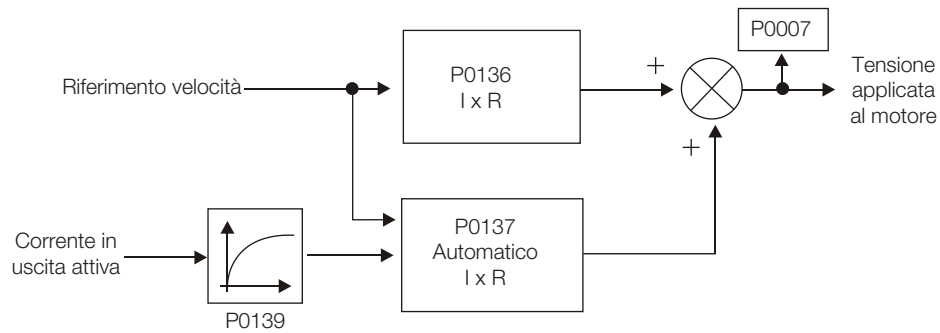 P0007
Riferimento velocità
P0136
I x R
+
Tensione
applicata
al motore
+
Corrente in
uscita attiva
P0139
P0137
Automatico
I x R